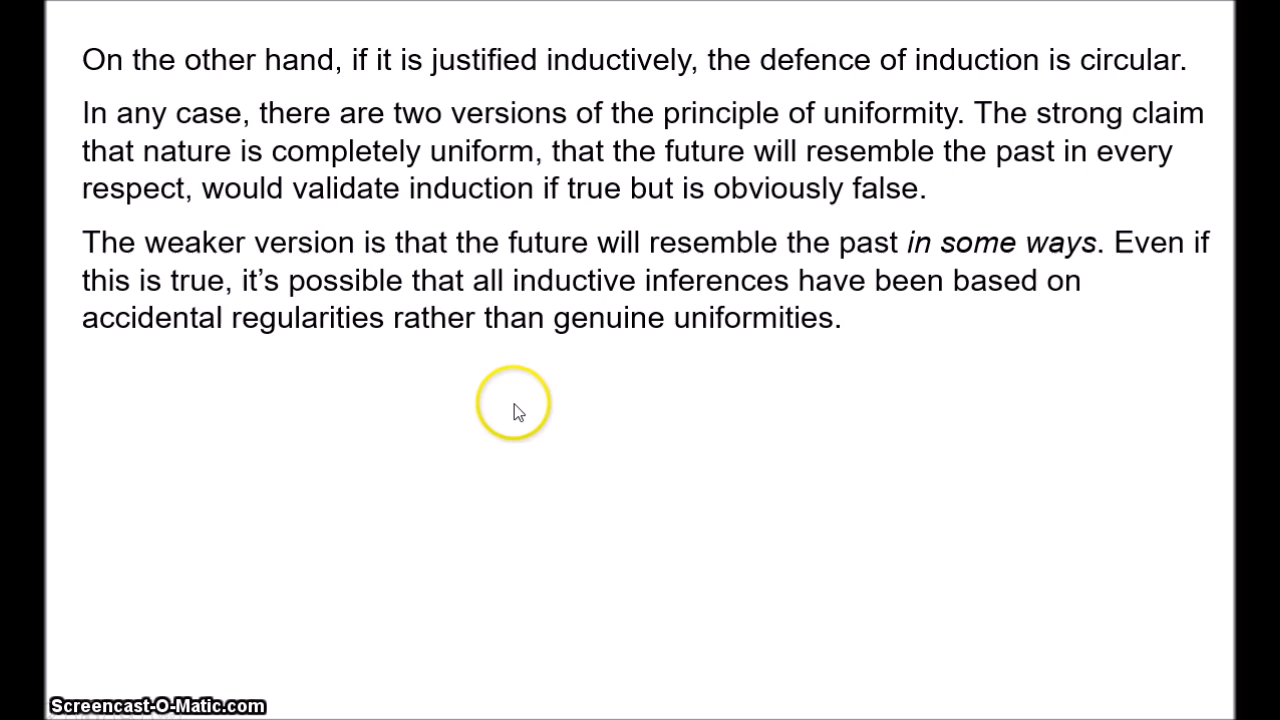 On the other hand, if it is justified inductively, the defence of induction is circular.
In any case, there are two versions of the principle of uniformity. The strong claim
that nature is completely uniform, that the future will resemble the past in every
respect, would validate induction if true but is obviously false.
The weaker version is that the future will resemble the past in some ways. Even if
this is true, it’s possible that all inductive inferences have been based on
accidental regularities rather than genuine uniformities.
Screencast-O-Matic.com